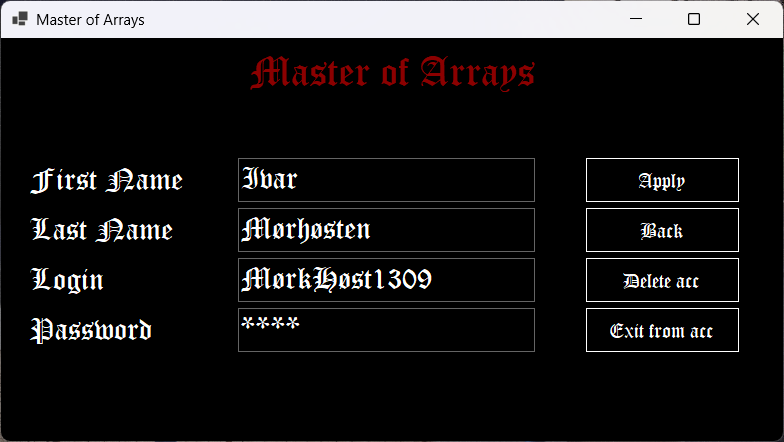 Master of Arrays
Master of Arrays
First Name Ivar Apply
Last Name Mørhøsten Back
Login MørkHøst1309 Delete acc
Password **** Exit from acc